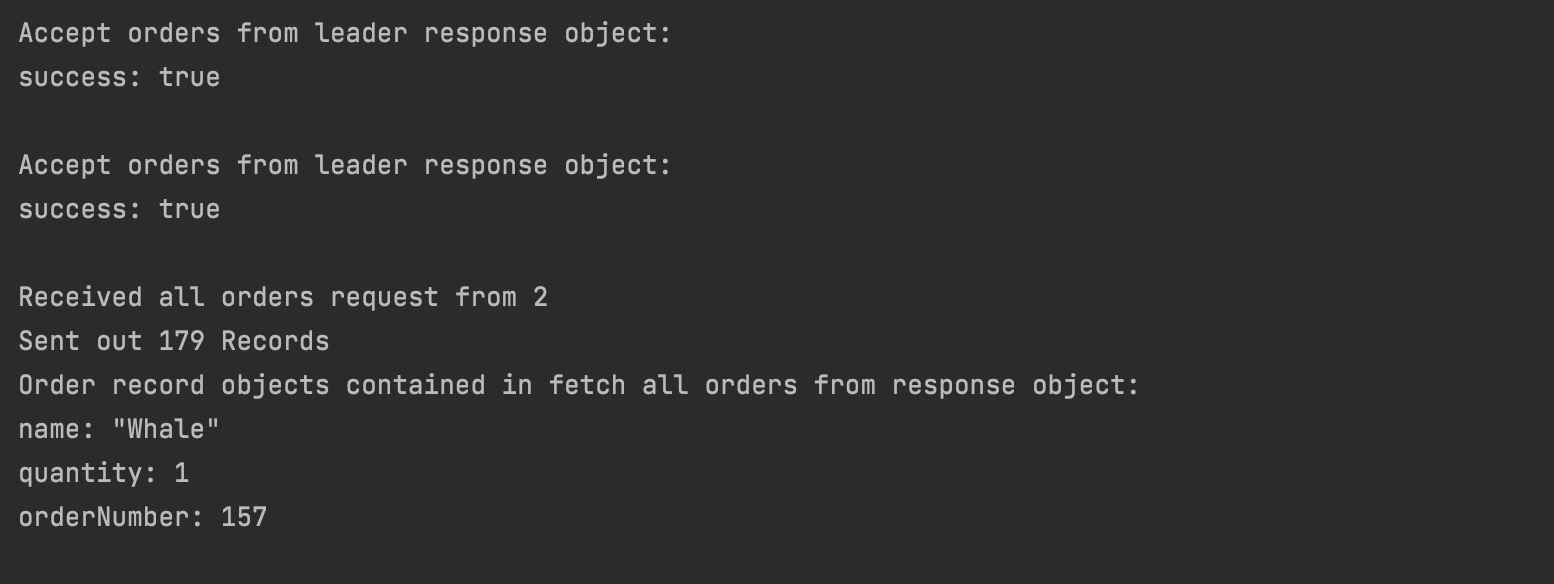 Accept orders from leader response object:
success: true
Accept orders from leader response object:
success: true
Received all orders request from 2
Sent out 179 Records
Order record objects contained in fetch all orders from response object:
name: "Whale"
quantity: 1
orderNumber: 157